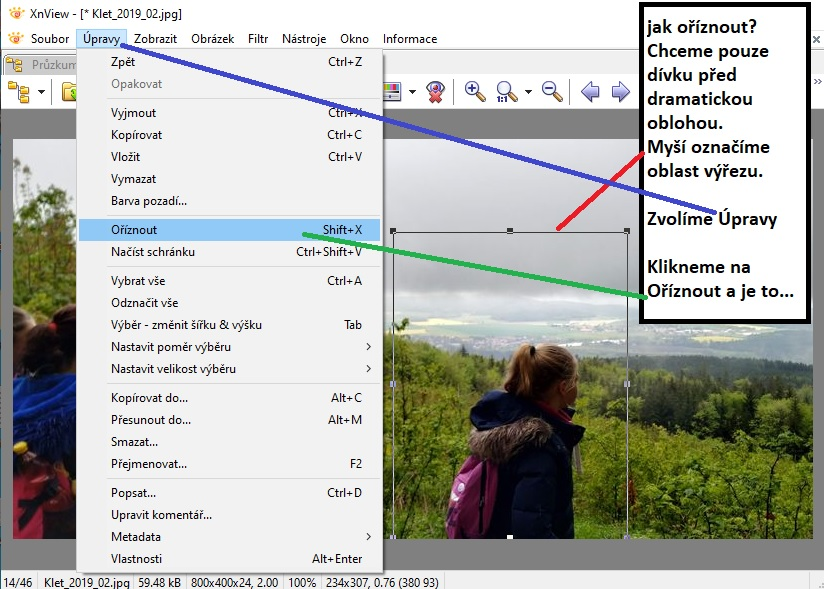 XnView - [* Klet_2019_02.jpg]
Soubor Úpravy Zobrazit Obrázek Filtr Nástroje Okno Informace
Průzkum
Zpět Ctrl+Z
Opakovat
Vyjmout Ctrl+X
Kopírovat Ctrl+C
Vložit Ctrl+V
Vymazat
Barva pozadí...
Oříznout Shift+X
Načíst schránku Ctrl+Shift+V
Vybrat vše Ctrl+A
Odznačit vše
Výběr - změnit šířku & výšku Tab
Nastavit poměr výběru
Nastavit velikost výběru
Kopírovat do... Alt+C
Přesunout do... Alt+M
Smazat...
Přejmenovat... F2
Popsat... Ctrl+D
Upravit komentář...
Metadata
Vlastnosti Alt+Enter
1:1
jak oříznout?
Chceme pouze
dívku před
dramatickou
oblohou.
Myší označíme
oblast výřezu.
Zvolíme Úpravy
Klikneme na
Oříznout a je to...
14/46 Klet_2019_02.jpg 59.48 kB 800x400x24, 2.00 100% 234x307, 0.76 (380 93)